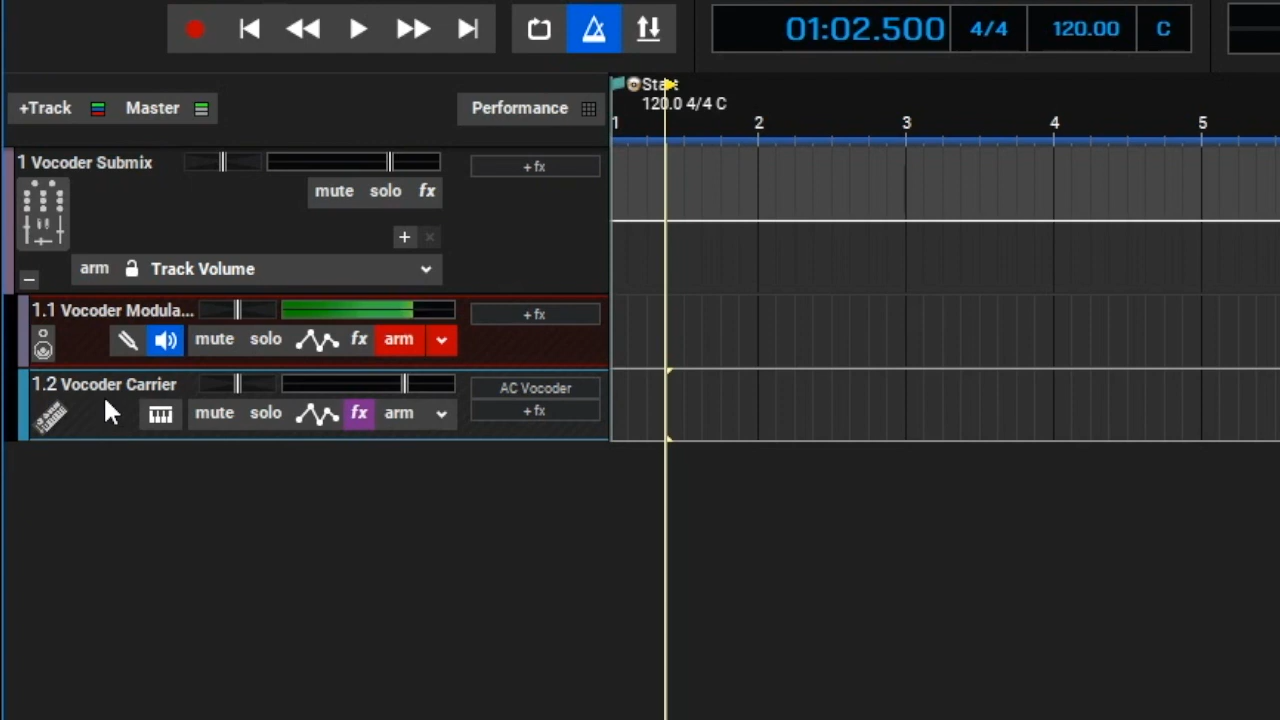 01:02.500 4/4 120.00 C
+Track Master Performance
Start
120.0 4/4 C
1 2 3 4 5
1 Vocoder Submix + fx
mute solo fx
+ ×
arm Track Volume
1.1 Vocoder Modula... + fx
mute solo fx arm
1.2 Vocoder Carrier AC Vocoder
mute solo fx arm + fx